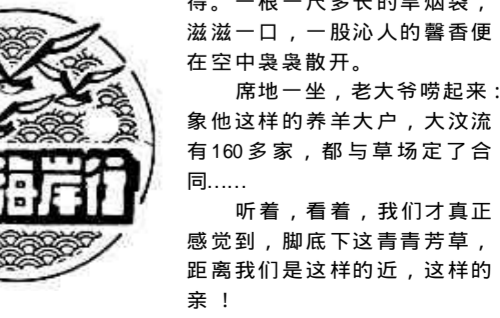 得。一根一尺多长的旱烟袋，
滋滋一口，一股沁人的馨香便
在空中袅袅散开。
席地一坐，老大爷唠起来：
象他这样的养羊大户，大汶流
有160多家，都与草场定了合
同……
听着，看着，我们才真正
感觉到，脚底下这青青芳草，
距离我们是这样的近，这样的
亲！
海岸行